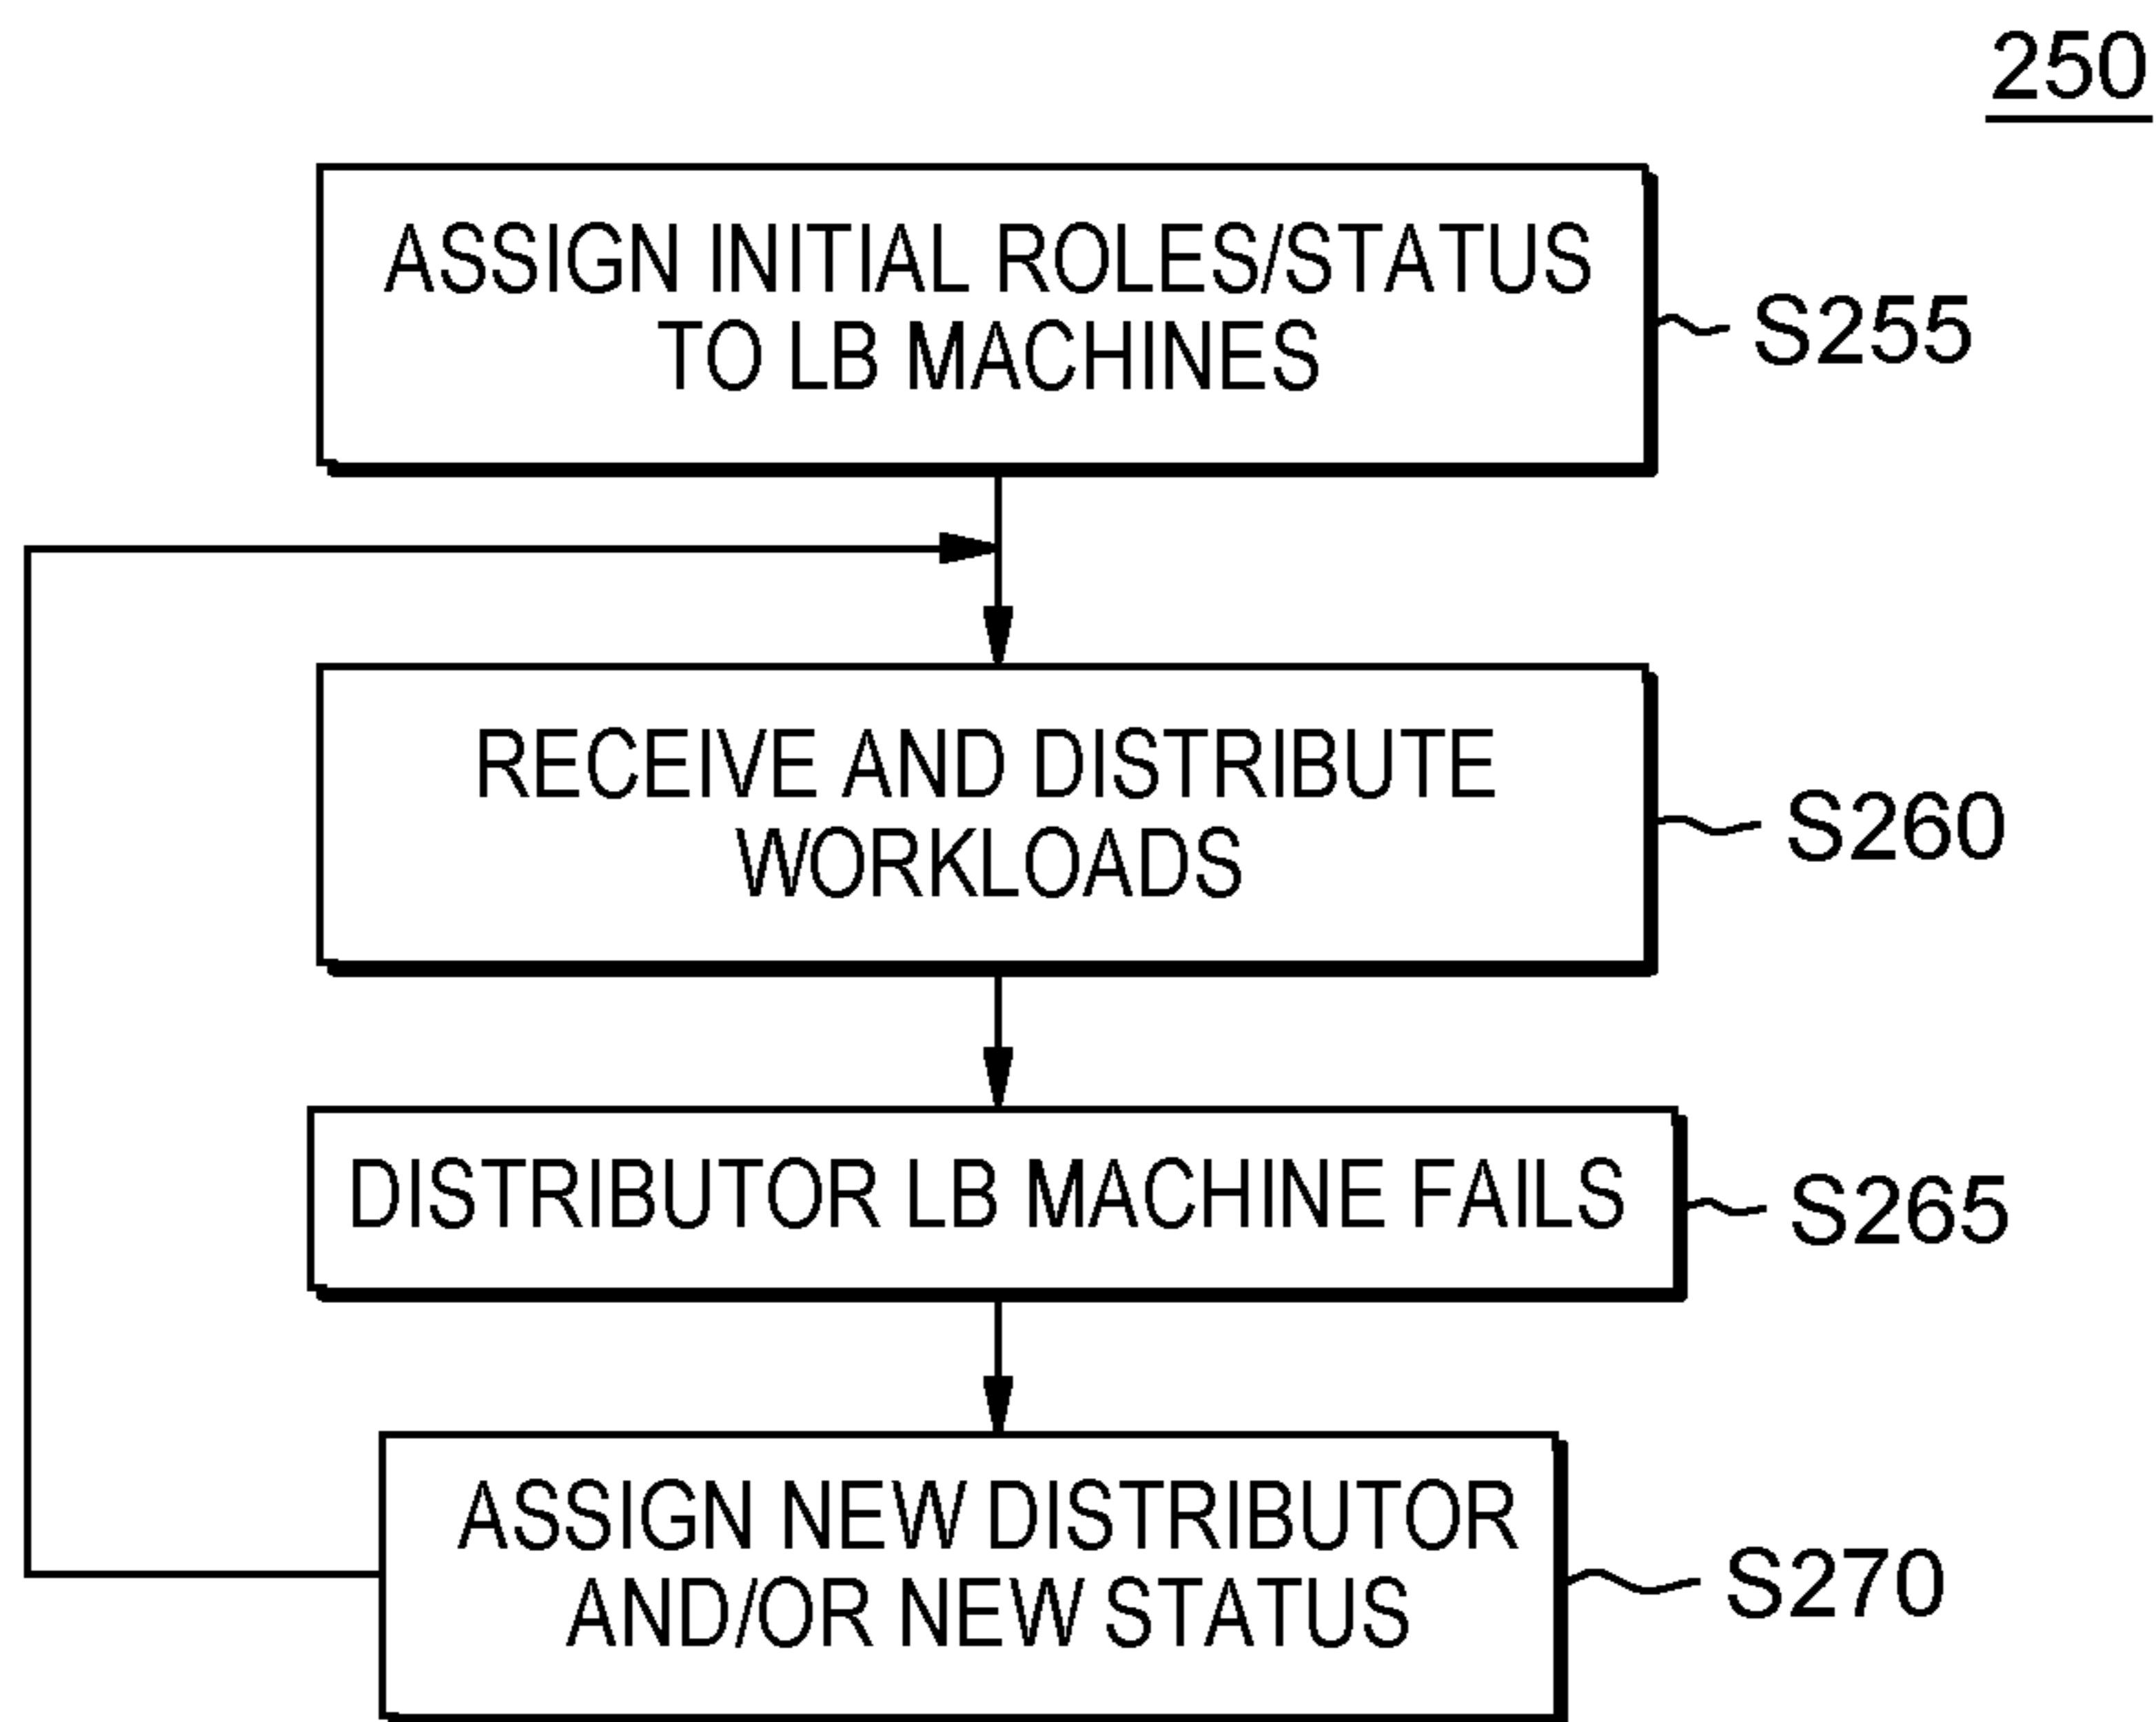 250
ASSIGN INITIAL ROLES/STATUS
TO LB MACHINES
S255
RECEIVE AND DISTRIBUTE
WORKLOADS
S260
DISTRIBUTOR LB MACHINE FAILS
S265
ASSIGN NEW DISTRIBUTOR
AND/OR NEW STATUS
S270